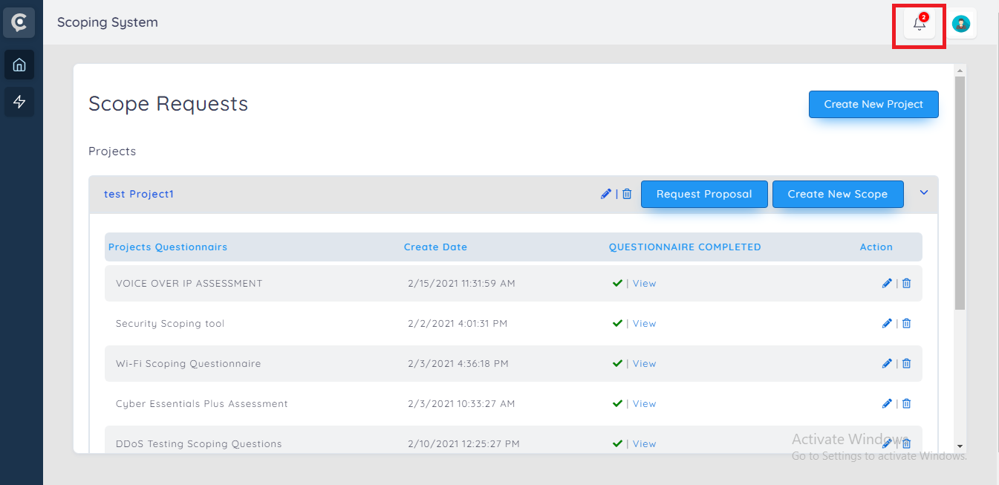 Scoping System
2
Scope Requests
Create New Project
Projects
test Project1 | Request Proposal Create New Scope
Projects Questionnairs Create Date QUESTIONNAIRE COMPLETED Action
VOICE OVER IP ASSESSMENT 2/15/2021 11:31:59 AM | View |
Security Scoping tool 2/2/2021 4:01:31 PM | View |
Wi-Fi Scoping Questionnaire 2/3/2021 4:36:18 PM | View |
Cyber Essentials Plus Assessment 2/3/2021 10:33:27 AM | View |
DDoS Testing Scoping Questions 2/10/2021 12:25:27 PM | View |
Activate Windows
Go to Settings to activate Windows.